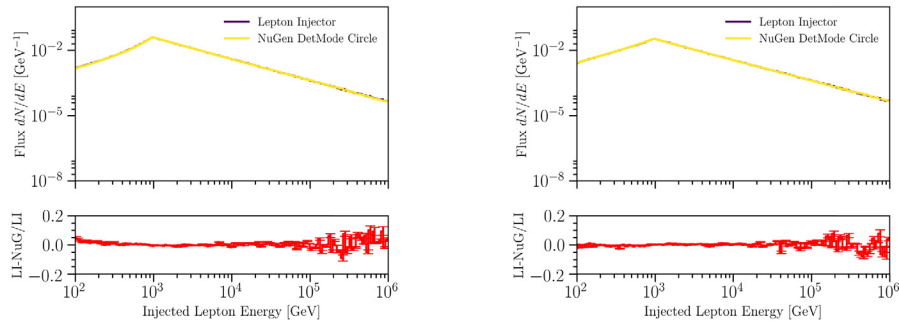 Lepton Injector
NuGen DetMode Circle
Flux dN/dE [GeV⁻¹]
10⁻²
10⁻⁵
10⁻⁸
LI-NuG/LI
0.2
0.0
−0.2
10² 10³ 10⁴ 10⁵ 10⁶
Injected Lepton Energy [GeV]
Lepton Injector
NuGen DetMode Circle
Flux dN/dE [GeV⁻¹]
10⁻²
10⁻⁵
10⁻⁸
LI-NuG/LI
0.2
0.0
−0.2
10² 10³ 10⁴ 10⁵ 10⁶
Injected Lepton Energy [GeV]